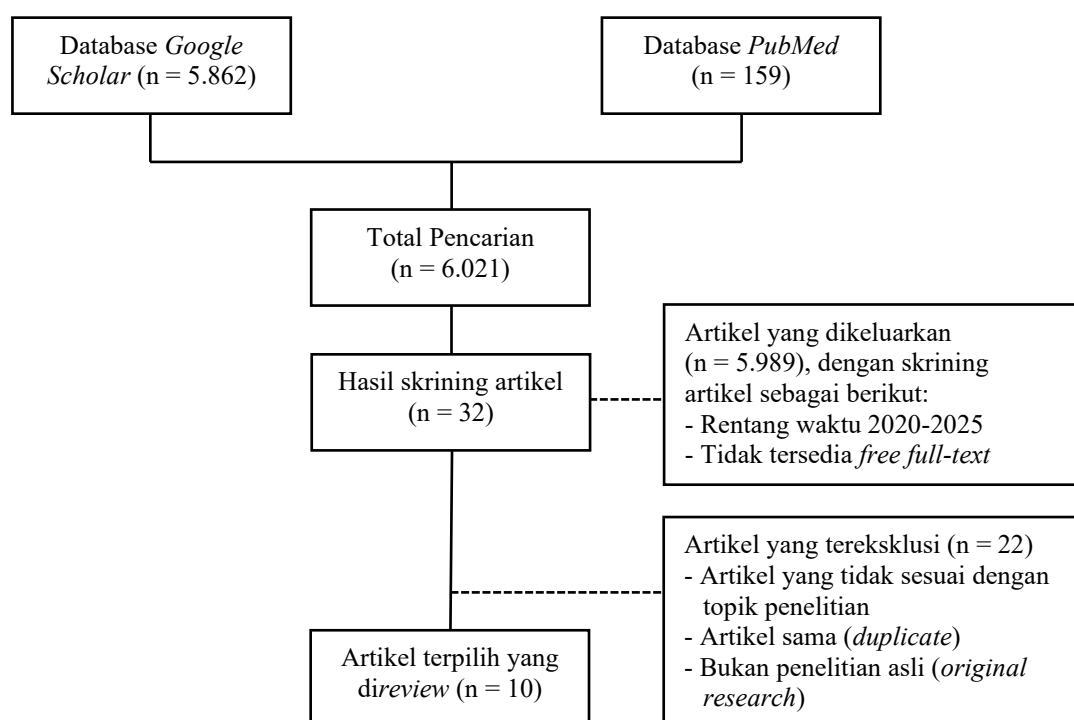 Database Google
Scholar (n = 5.862)
Database PubMed
(n = 159)
Total Pencarian
(n = 6.021)
Hasil skrining artikel
(n = 32)
Artikel yang dikeluarkan
(n = 5.989), dengan skrining
artikel sebagai berikut:
- Rentang waktu 2020-2025
- Tidak tersedia free full-text
Artikel yang tereksklusi (n = 22)
- Artikel yang tidak sesuai dengan
topik penelitian
- Artikel sama (duplicate)
- Bukan penelitian asli (original
research)
Artikel terpilih yang
direview (n = 10)